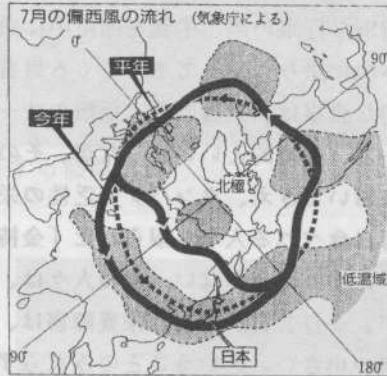 7月の偏西風の流れ (気象庁による)
0°
平年
90°
今年
北極
低温域
日本
90°
180°